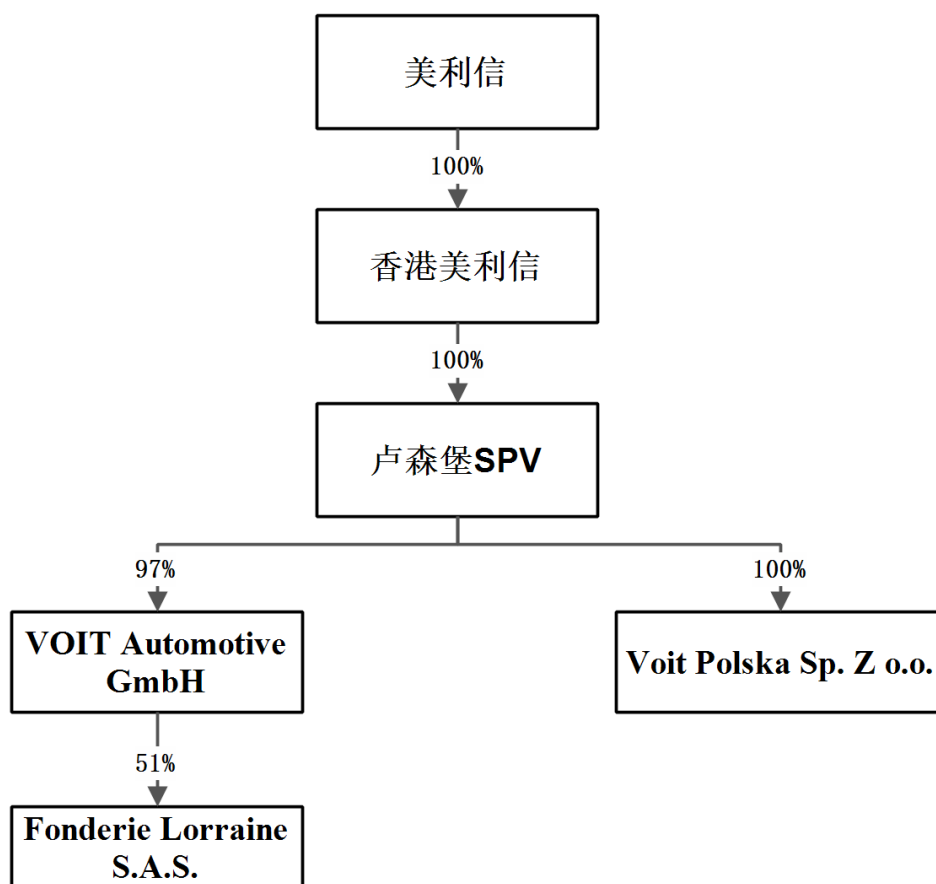 美利信
100%
香港美利信
100%
卢森堡SPV
97%
100%
VOIT Automotive
GmbH
Voit Polska Sp. Z o.o.
51%
Fonderie Lorraine
S.A.S.